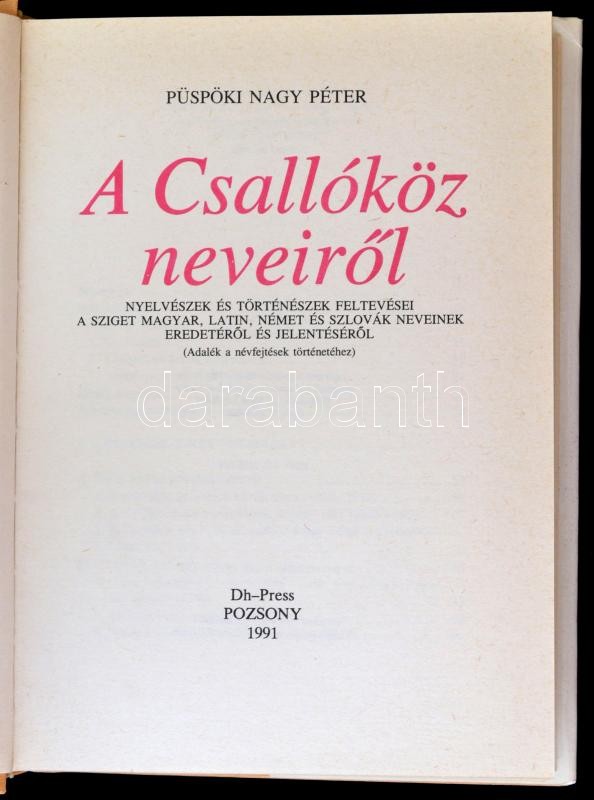 PÜSPÖKI NAGY PÉTER
A Csallóköz
neveiről
NYELVÉSZEK ÉS TÖRTÉNÉSZEK FELTEVÉSEI
A SZIGET MAGYAR, LATIN, NÉMET ÉS SZLOVÁK NEVEINEK
EREDETÉRŐL ÉS JELENTÉSÉRŐL
(Adalék a névfejtések történetéhez)
darabanth
Dh–Press
POZSONY
1991